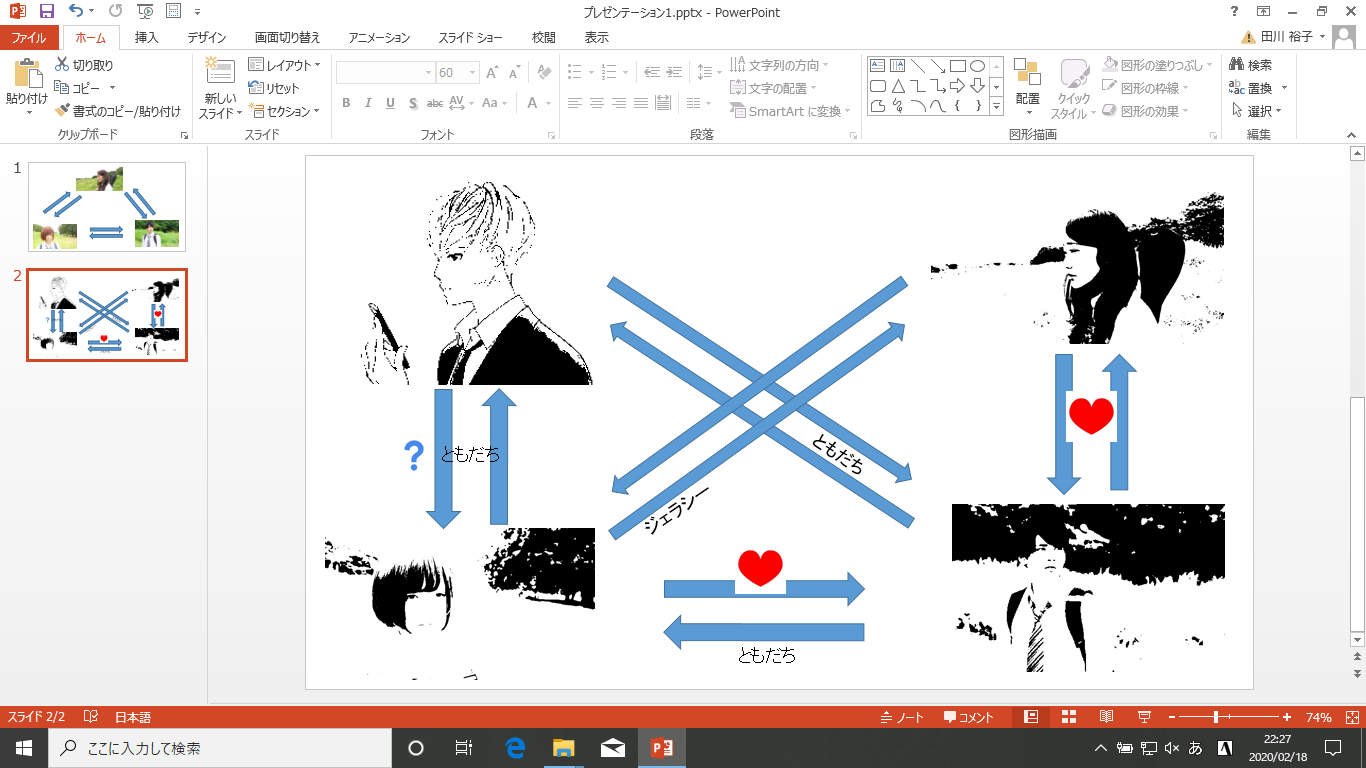 プレゼンテーション1.pptx - PowerPoint
ファイル ホーム 挿入 デザイン 画面切り替え アニメーション スライド ショー 校閲 表示 田川 裕子
貼り付け
切り取り
コピー
書式のコピー/貼り付け
クリップボード
新しい
スライド
レイアウト
リセット
セクション
スライド
60
B I U S abc AV Aa A
フォント
文字列の方向
文字の配置
SmartArt に変換
段落
配置
クイック
スタイル
図形の塗りつぶし
図形の枠線
図形の効果
図形描画
検索
置換
選択
編集
1
2
?
ともだち
ともだち
ジェラシー
ともだち
スライド 2/2 日本語 ノート コメント 74%
ここに入力して検索
あ A
22:27
2020/02/18